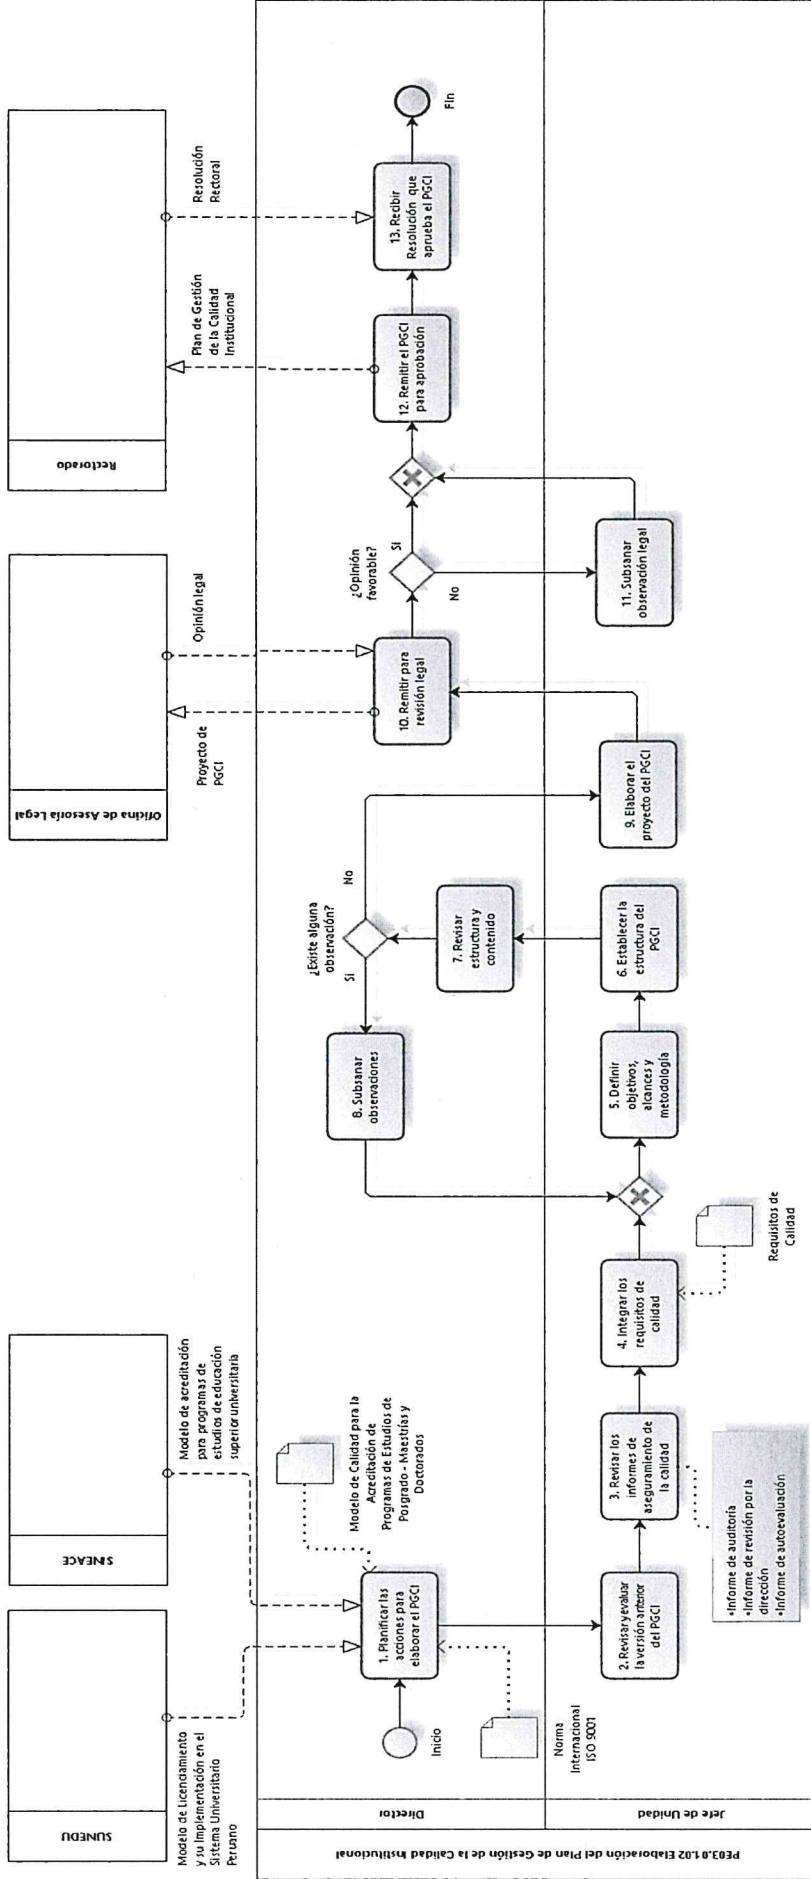 PE03.0.1.02 Elaboración del Plan de Gestión de la Calidad Institucional
Director
Jefe de Unidad
SUNEDU
Modelo de Licenciamiento
y su Implementación en el
Sistema Universitario
Peruano
SINEACE
Modelo de acreditación
para programas de
estudios de educación
superior universitaria
Oficina de Asesoría Legal
Proyecto de
PGCI
Opinión legal
Rectorado
Plan de Gestión
de la Calidad
Institucional
Resolución
Rectoral
Inicio
1. Planificar las
acciones para
elaborar el PGCI
Modelo de Calidad para la
Acreditación de
Programas de Estudios de
Posgrado - Maestrías y
Doctorados
Norma
Internacional
ISO 9001
2. Revisar y evaluar
la versión anterior
del PGCI
3. Revisar los
informes de
aseguramiento de
la calidad
•Informe de auditoría
•Informe de revisión por la
dirección
•Informe de autoevaluación
4. Integrar los
requisitos de
calidad
Requisitos de
Calidad
5. Definir
objetivos,
alcances y
metodología
6. Establecer la
estructura del
PGCI
7. Revisar
estructura y
contenido
¿Existe alguna
observación?
Si
No
8. Subsanar
observaciones
9. Elaborar el
proyecto del PGCI
10. Remitir para
revisión legal
¿Opinión
favorable?
Si
No
11. Subsanar
observación legal
12. Remitir el PGCI
para aprobación
13. Recibir
Resolución que
aprueba el PGCI
Fin